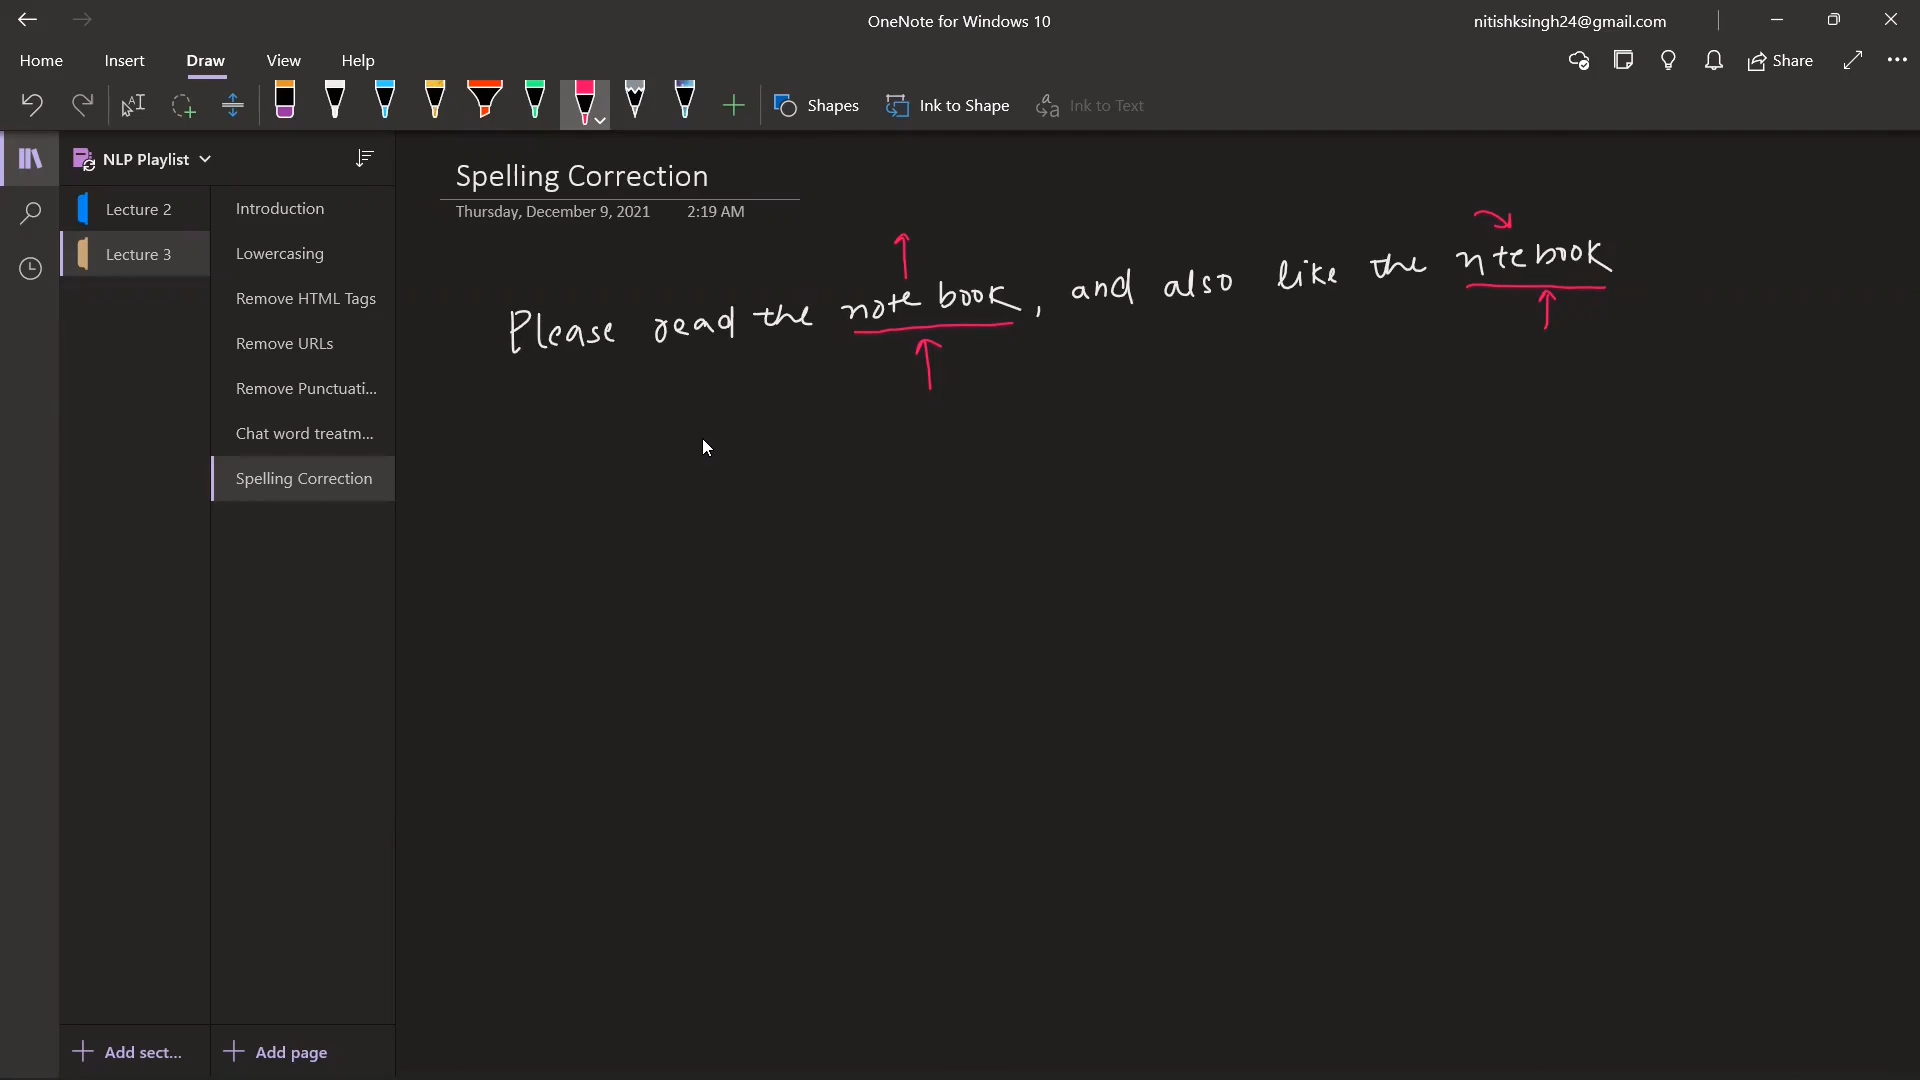 OneNote for Windows 10
nitishksingh24@gmail.com
Home Insert Draw View Help
Share
Shapes Ink to Shape Ink to Text
NLP Playlist
Lecture 2
Lecture 3
Introduction
Lowercasing
Remove HTML Tags
Remove URLs
Remove Punctuati...
Chat word treatm...
Spelling Correction
Add sect...
Add page
Spelling Correction
Thursday, December 9, 2021 2:19 AM
Please read the note book, and also like the ntebook